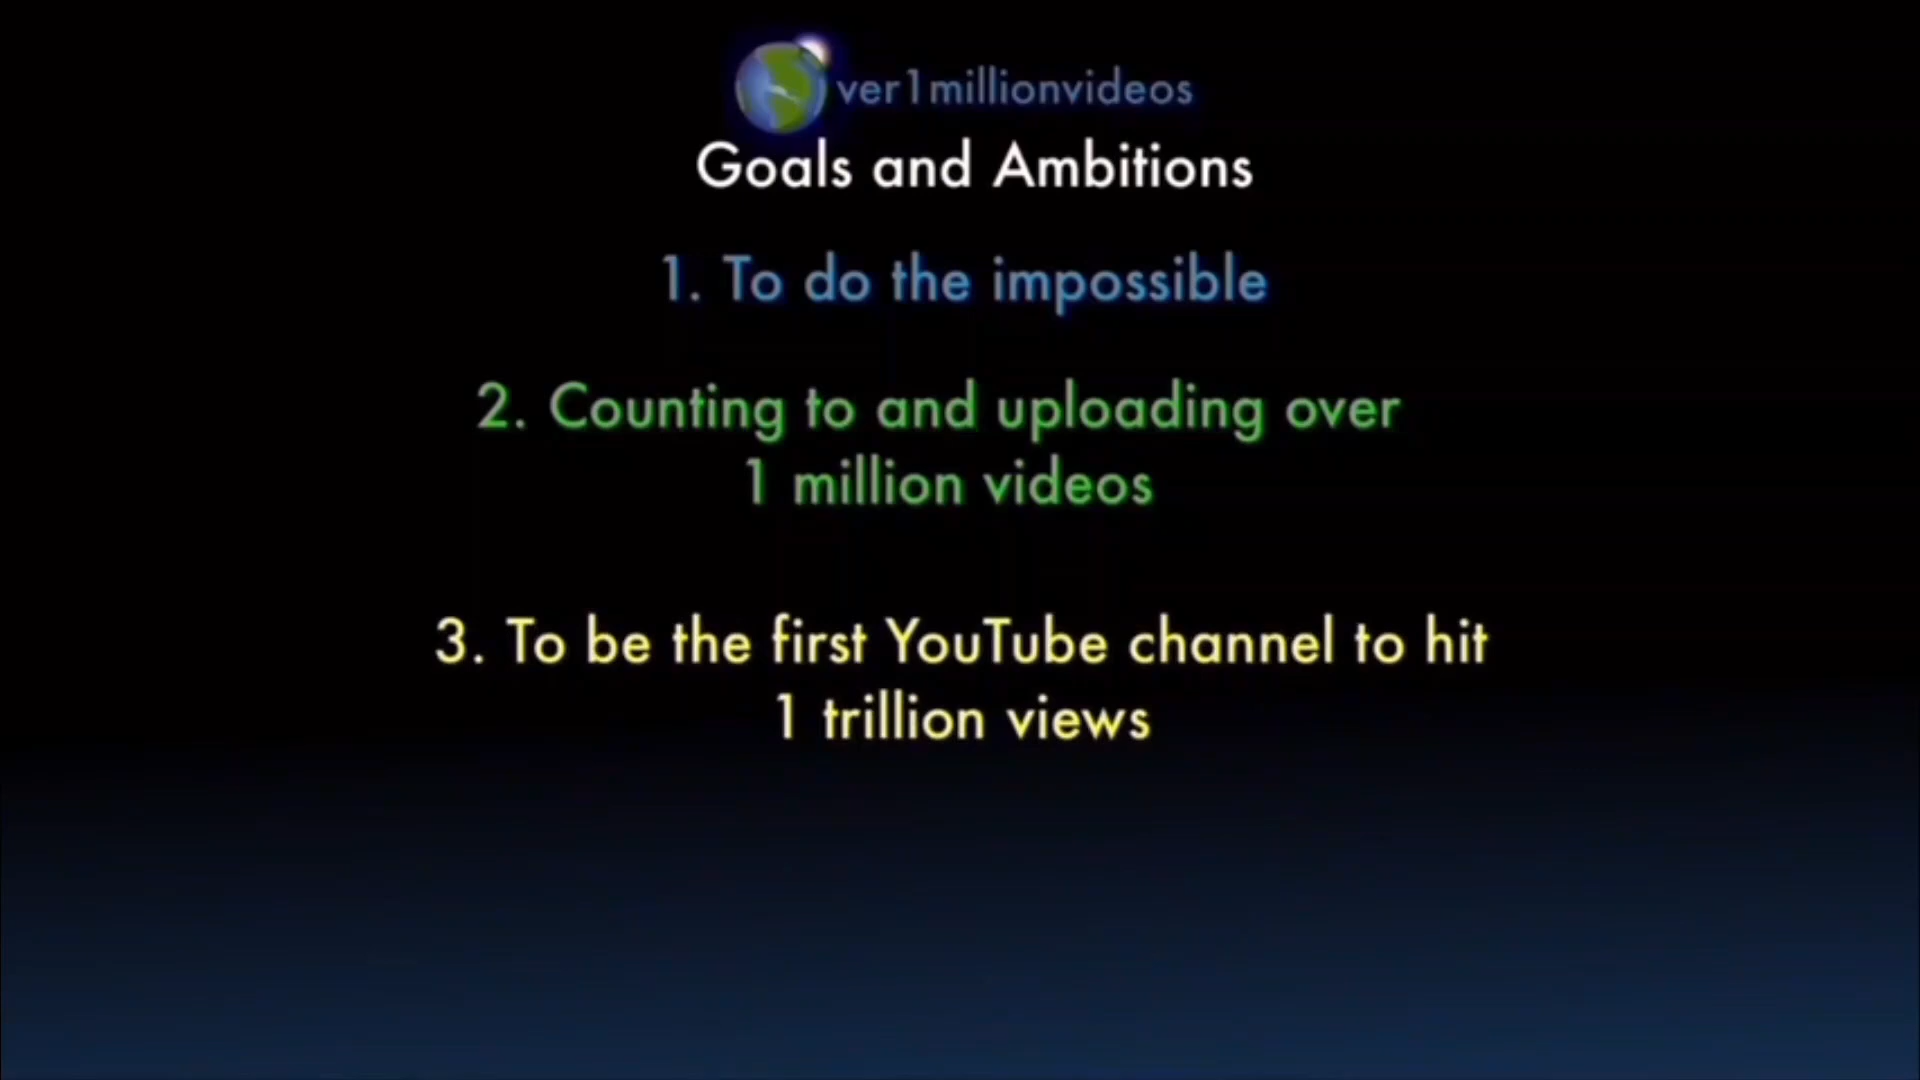 ver1millionvideos
Goals and Ambitions
1. To do the impossible
2. Counting to and uploading over
1 million videos
3. To be the first YouTube channel to hit
1 trillion views